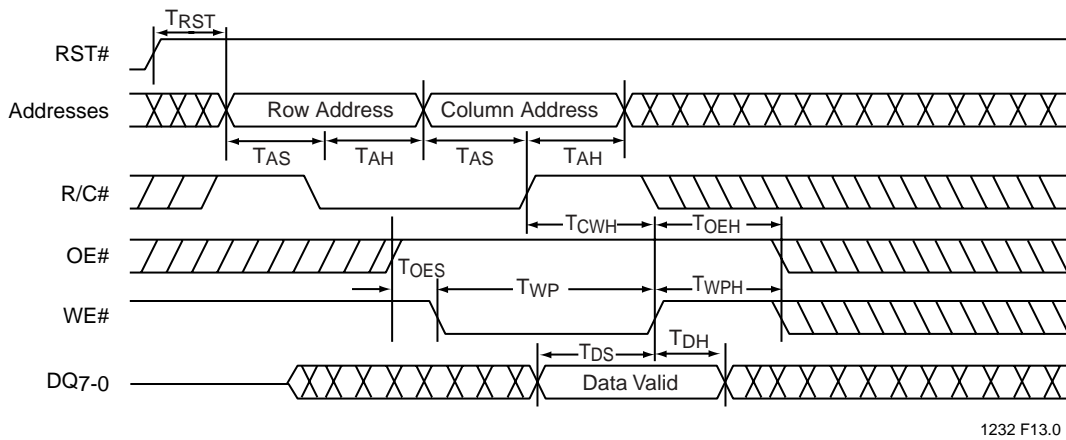 TRST
RST#
Addresses
Row Address
Column Address
TAS
TAH
TAS
TAH
R/C#
TCWH
TOEH
OE#
TOES
TWP
TWPH
WE#
TDS
TDH
DQ7-0
Data Valid
1232 F13.0